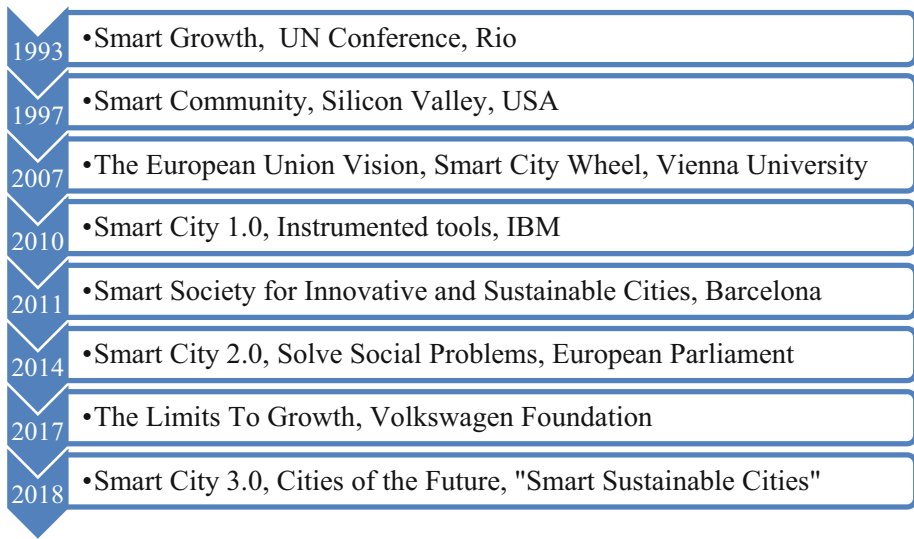 1993 •Smart Growth, UN Conference, Rio
1997 •Smart Community, Silicon Valley, USA
2007 •The European Union Vision, Smart City Wheel, Vienna University
2010 •Smart City 1.0, Instrumented tools, IBM
2011 •Smart Society for Innovative and Sustainable Cities, Barcelona
2014 •Smart City 2.0, Solve Social Problems, European Parliament
2017 •The Limits To Growth, Volkswagen Foundation
2018 •Smart City 3.0, Cities of the Future, "Smart Sustainable Cities"